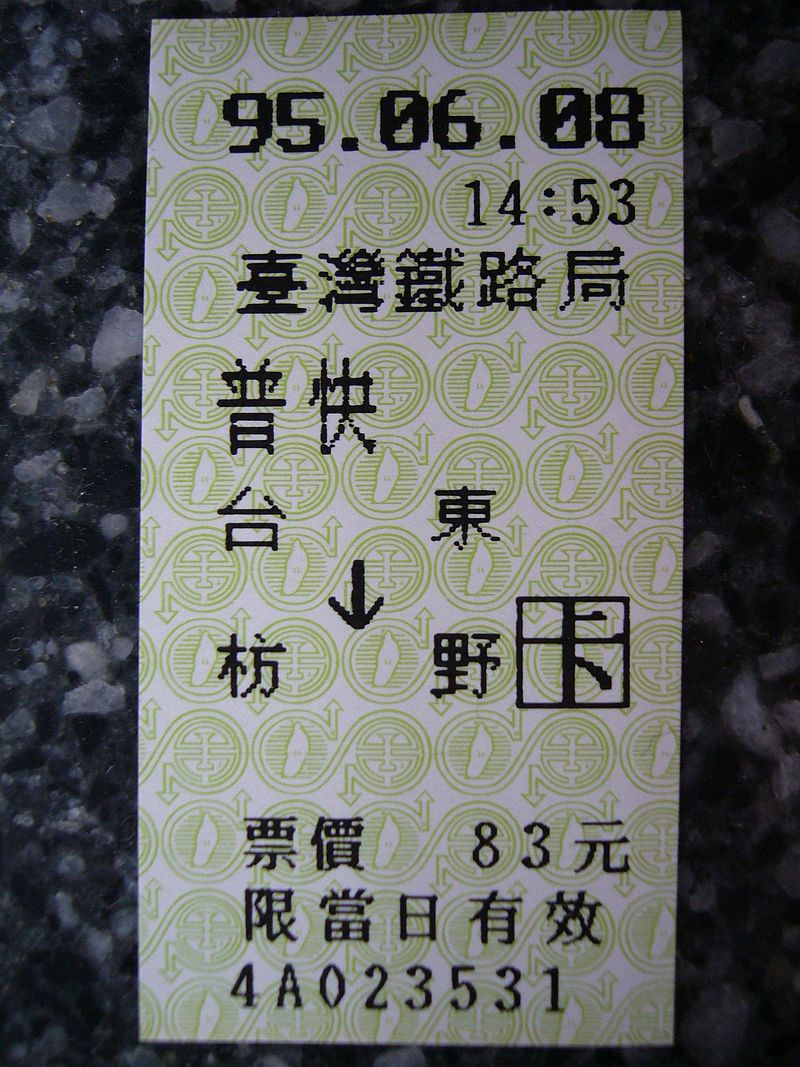 95.06.08
14:53
臺灣鐵路局
普快
台東
↓
枋野 卡
票價 83元
限當日有效
4A023531